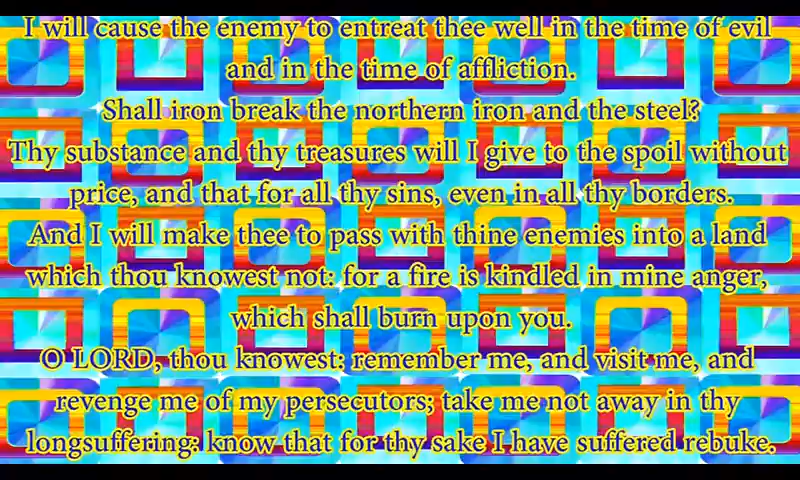 I will cause the enemy to entreat thee well in the time of evil
and in the time of affliction.
Shall iron break the northern iron and the steel?
Thy substance and thy treasures will I give to the spoil without
price, and that for all thy sins, even in all thy borders.
And I will make thee to pass with thine enemies into a land
which thou knowest not: for a fire is kindled in mine anger,
which shall burn upon you.
O LORD, thou knowest: remember me, and visit me, and
revenge me of my persecutors; take me not away in thy
longsuffering: know that for thy sake I have suffered rebuke.